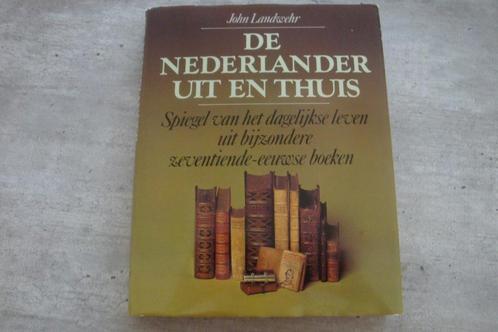 John Landwehr
DE
NEDERLANDER
UIT EN THUIS
Spiegel van het dagelijkse leven
uit bijzondere
zeventiende-eeuwse boeken